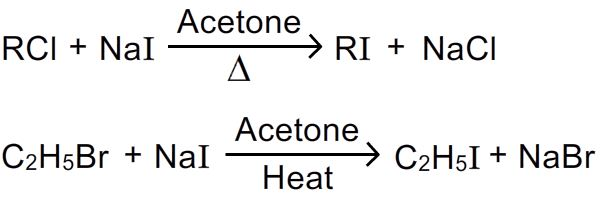 Acetone
RCl + NaI ⟶ RI + NaCl
Δ
Acetone
C₂H₅Br + NaI ⟶ C₂H₅I + NaBr
Heat